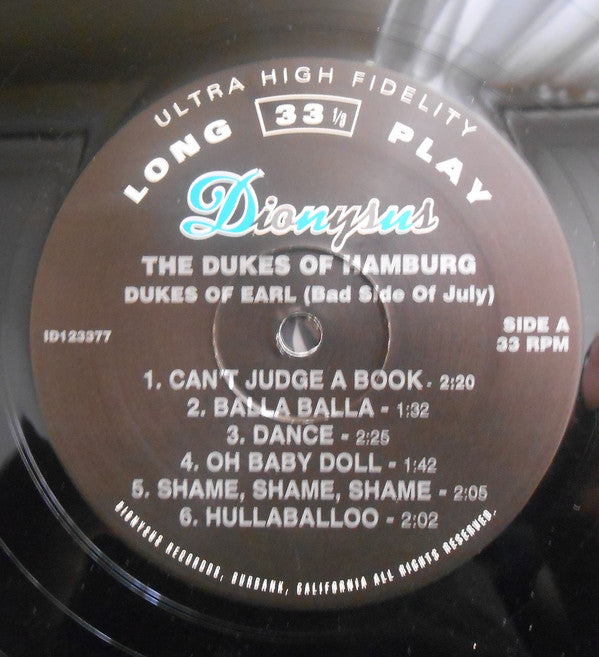 ULTRA HIGH FIDELITY
LONG 33 1/3 PLAY
Dionysus
THE DUKES OF HAMBURG
DUKES OF EARL (Bad Side Of July)
ID123377
SIDE A
33 RPM
1. CAN'T JUDGE A BOOK - 2:20
2. BALLA BALLA - 1:32
3. DANCE - 2:25
4. OH BABY DOLL - 1:42
5. SHAME, SHAME, SHAME - 2:05
6. HULLABALLOO - 2:02
DIONYSUS RECORDS, BURBANK, CALIFORNIA ALL RIGHTS RESERVED.